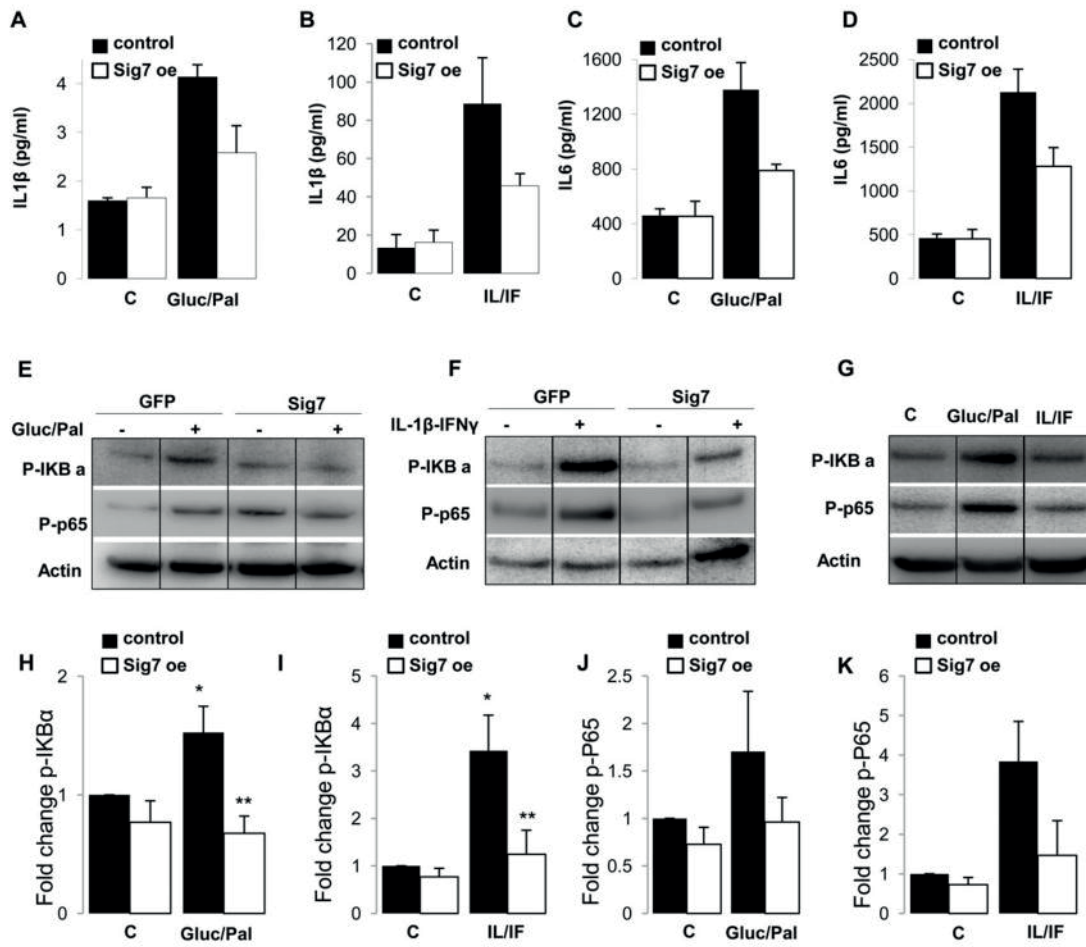 A
control
Sig7 oe
IL1β (pg/ml)
4
3
2
1
0
C
Gluc/Pal
B
control
Sig7 oe
IL1β (pg/ml)
120
100
80
60
40
20
0
C
IL/IF
C
control
Sig7 oe
IL6 (pg/ml)
1600
1200
800
400
0
C
Gluc/Pal
D
control
Sig7 oe
IL6 (pg/ml)
2500
2000
1500
1000
500
0
C
IL/IF
E
GFP Sig7
Gluc/Pal - + - +
P-IKB a
P-p65
Actin
F
GFP Sig7
IL-1β-IFNγ - + - +
P-IKB a
P-p65
Actin
G
C Gluc/Pal IL/IF
P-IKB a
P-p65
Actin
H
control
Sig7 oe
Fold change p-IKBα
2
1
0
*
**
C
Gluc/Pal
I
control
Sig7 oe
Fold change p-IKBα
5
4
3
2
1
0
*
**
C
IL/IF
J
control
Sig7 oe
Fold change p-P65
2.5
2
1.5
1
0.5
0
C
Gluc/Pal
K
control
Sig7 oe
Fold change p-P65
6
5
4
3
2
1
0
C
IL/IF